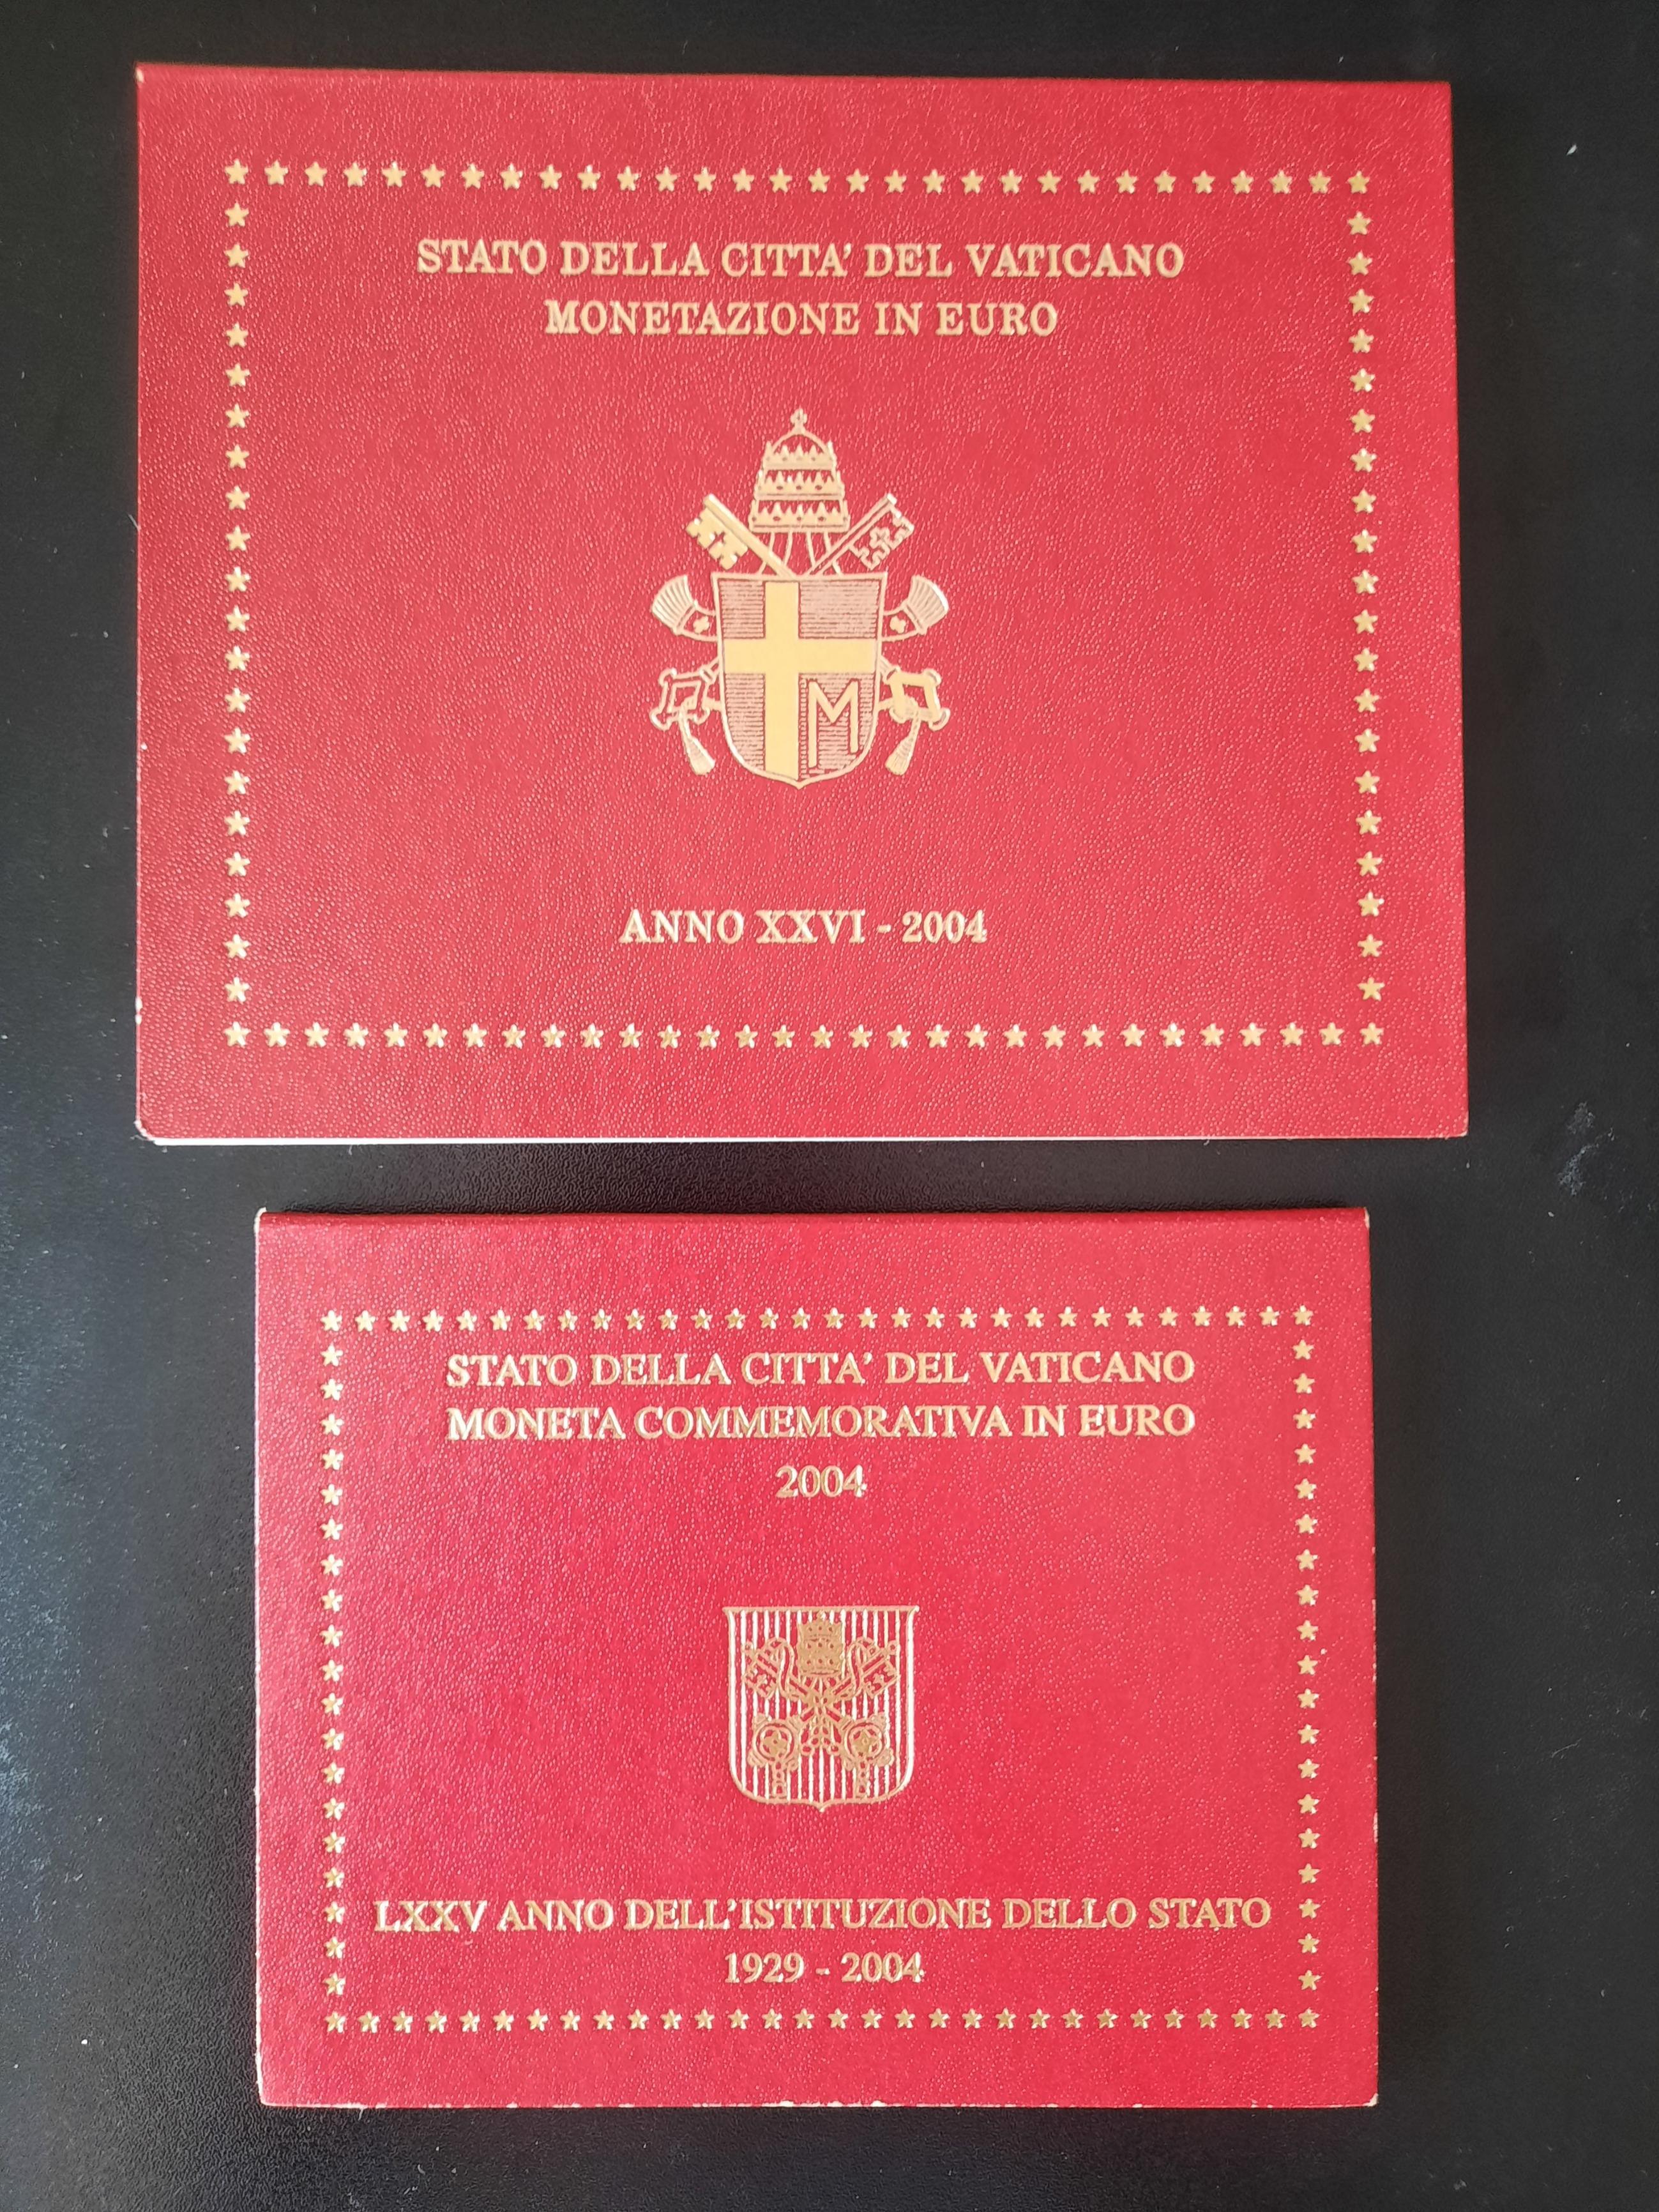 STATO DELLA CITTA' DEL VATICANO
MONETAZIONE IN EURO
M
ANNO XXVI - 2004
STATO DELLA CITTA' DEL VATICANO
MONETA COMMEMORATIVA IN EURO
2004
LXXV ANNO DELL'ISTITUZIONE DELLO STATO
1929 - 2004